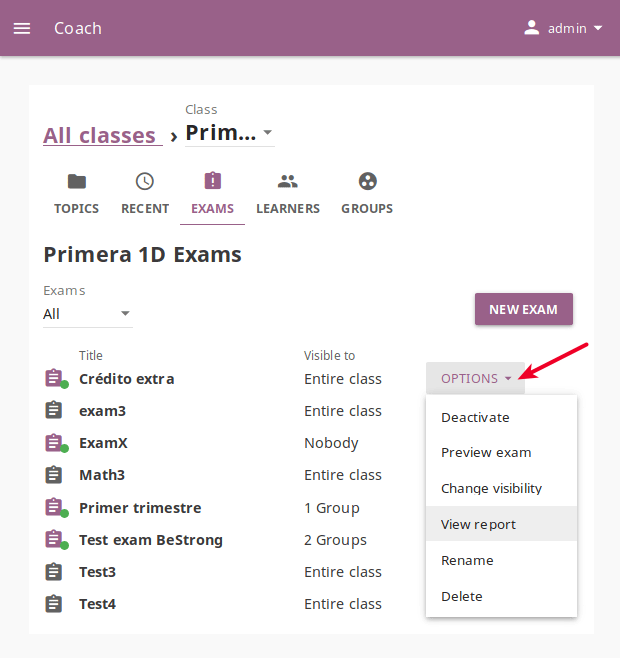 Coach
admin
Class
All classes › Prim...
TOPICS RECENT EXAMS LEARNERS GROUPS
Primera 1D Exams
Exams
All
NEW EXAM
Title Visible to
Crédito extra Entire class OPTIONS
exam3 Entire class
ExamX Nobody
Math3 Entire class
Primer trimestre 1 Group
Test exam BeStrong 2 Groups
Test3 Entire class
Test4 Entire class
Deactivate
Preview exam
Change visibility
View report
Rename
Delete